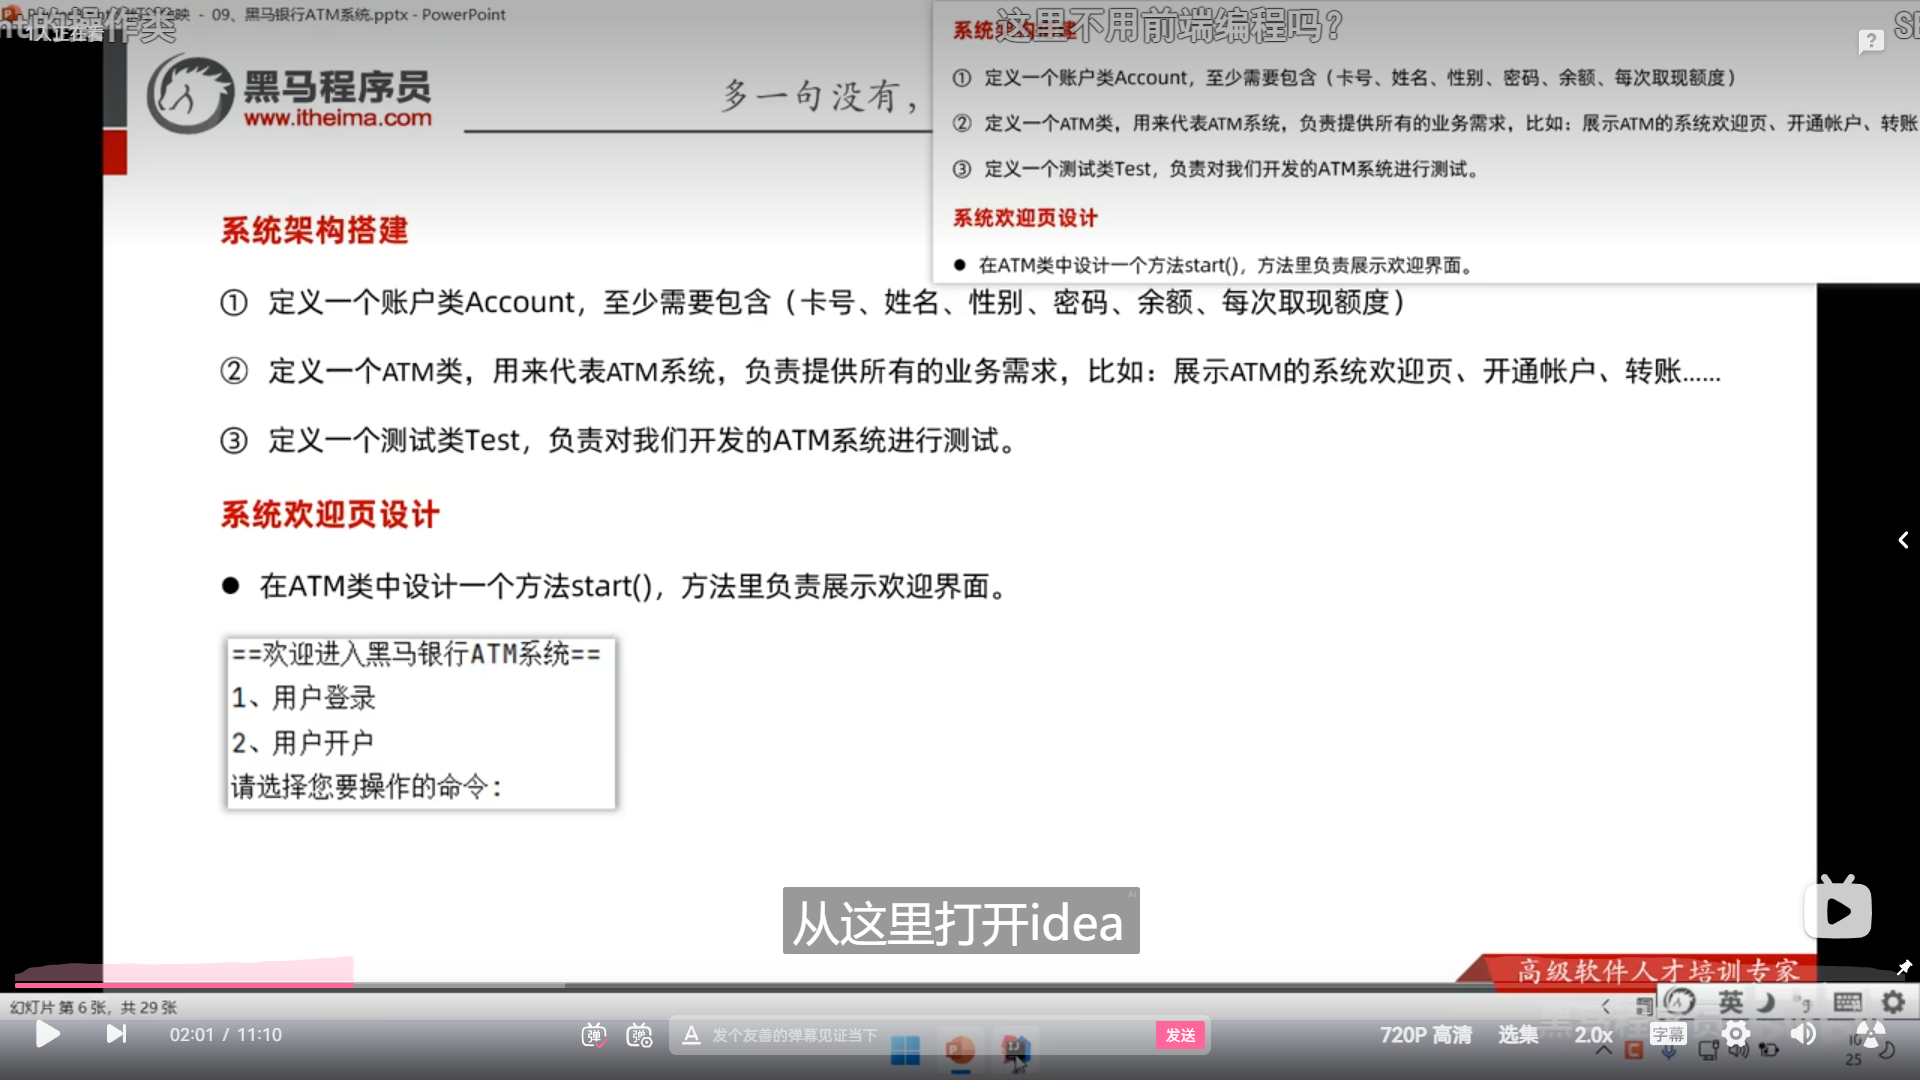 09、黑马银行ATM系统.pptx - PowerPoint
1人正在看
这里不用前端编程吗？
黑马程序员
www.itheima.com
多一句没有，
① 定义一个账户类Account，至少需要包含（卡号、姓名、性别、密码、余额、每次取现额度）
② 定义一个ATM类，用来代表ATM系统，负责提供所有的业务需求，比如：展示ATM的系统欢迎页、开通帐户、转账
③ 定义一个测试类Test，负责对我们开发的ATM系统进行测试。
系统欢迎页设计
● 在ATM类中设计一个方法start()，方法里负责展示欢迎界面。
系统架构搭建
① 定义一个账户类Account，至少需要包含（卡号、姓名、性别、密码、余额、每次取现额度）
② 定义一个ATM类，用来代表ATM系统，负责提供所有的业务需求，比如：展示ATM的系统欢迎页、开通帐户、转账......
③ 定义一个测试类Test，负责对我们开发的ATM系统进行测试。
系统欢迎页设计
● 在ATM类中设计一个方法start()，方法里负责展示欢迎界面。
==欢迎进入黑马银行ATM系统==
1、用户登录
2、用户开户
请选择您要操作的命令：
从这里打开idea
高级软件人才培训专家
幻灯片 第 6 张，共 29 张
英
02:01 / 11:10
发个友善的弹幕见证当下
发送
720P 高清
选集
2.0x
字幕
25